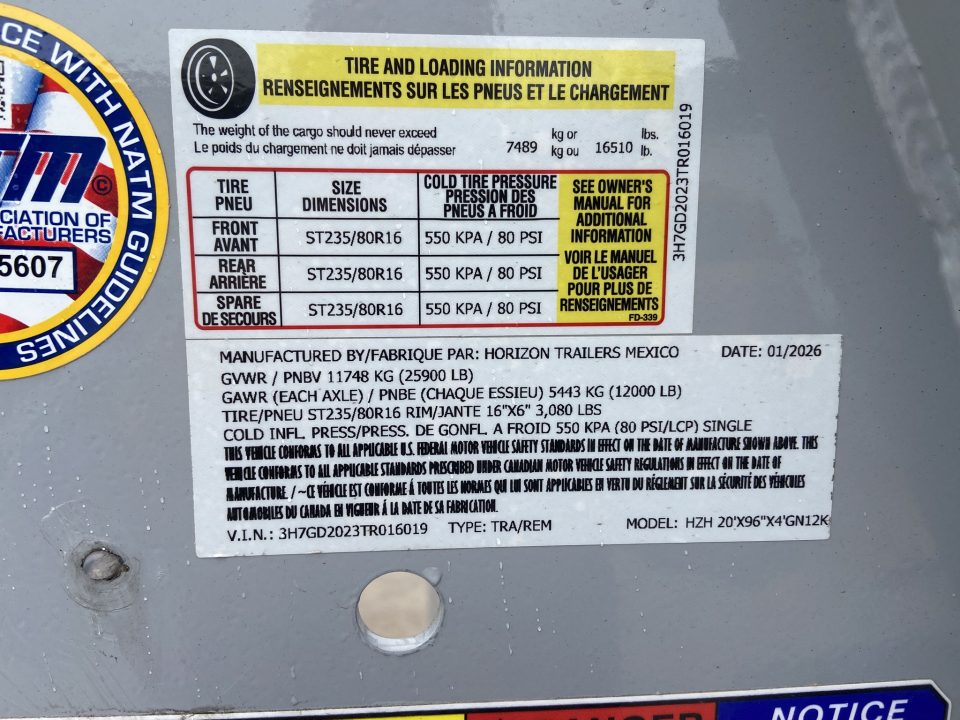 CE WITH NATM GUIDELINES
TM©
CIATION OF
FACTURERS
5607
TIRE AND LOADING INFORMATION
RENSEIGNEMENTS SUR LES PNEUS ET LE CHARGEMENT
The weight of the cargo should never exceed kg or lbs.
Le poids du chargement ne doit jamais dépasser 7489 kg ou 16510 lb.
TIRE PNEU SIZE DIMENSIONS COLD TIRE PRESSURE PRESSION DES PNEUS A FROID
FRONT AVANT ST235/80R16 550 KPA / 80 PSI
REAR ARRIÈRE ST235/80R16 550 KPA / 80 PSI
SPARE DE SECOURS ST235/80R16 550 KPA / 80 PSI
SEE OWNER'S
MANUAL FOR
ADDITIONAL
INFORMATION
VOIR LE MANUEL
DE L'USAGER
POUR PLUS DE
RENSEIGNEMENTS
FD-339
3H7GD2023TR016019
MANUFACTURED BY/FABRIQUE PAR: HORIZON TRAILERS MEXICO DATE: 01/2026
GVWR / PNBV 11748 KG (25900 LB)
GAWR (EACH AXLE) / PNBE (CHAQUE ESSIEU) 5443 KG (12000 LB)
TIRE/PNEU ST235/80R16 RIM/JANTE 16"X6" 3,080 LBS
COLD INFL. PRESS/PRESS. DE GONFL. A FROID 550 KPA (80 PSI/LCP) SINGLE
THIS VEHICLE CONFORMS TO ALL APPLICABLE U.S. FEDERAL MOTOR VEHICLE SAFETY STANDARDS IN EFFECT ON THE DATE OF MANUFACTURE SHOWN ABOVE. THIS
VEHICLE CONFORMS TO ALL APPLICABLE STANDARDS PRESCRIBED UNDER CANADIAN MOTOR VEHICLE SAFETY REGULATIONS IN EFFECT ON THE DATE OF
MANUFACTURE. / ~CE VÉHICLE EST CONFORME À TOUTES LES NORMES QUI LUI SONT APPLICABLES EN VERTU DU RÉGLEMENT SUR LA SÉCURITÉ DES VÉHICLES
AUTOMOBILES DU CANADA EN VIGUEUR À LA DATE DE SA FABRICATION.
V.I.N.: 3H7GD2023TR016019 TYPE: TRA/REM MODEL: HZH 20'X96"X4'GN12K
NOTICE